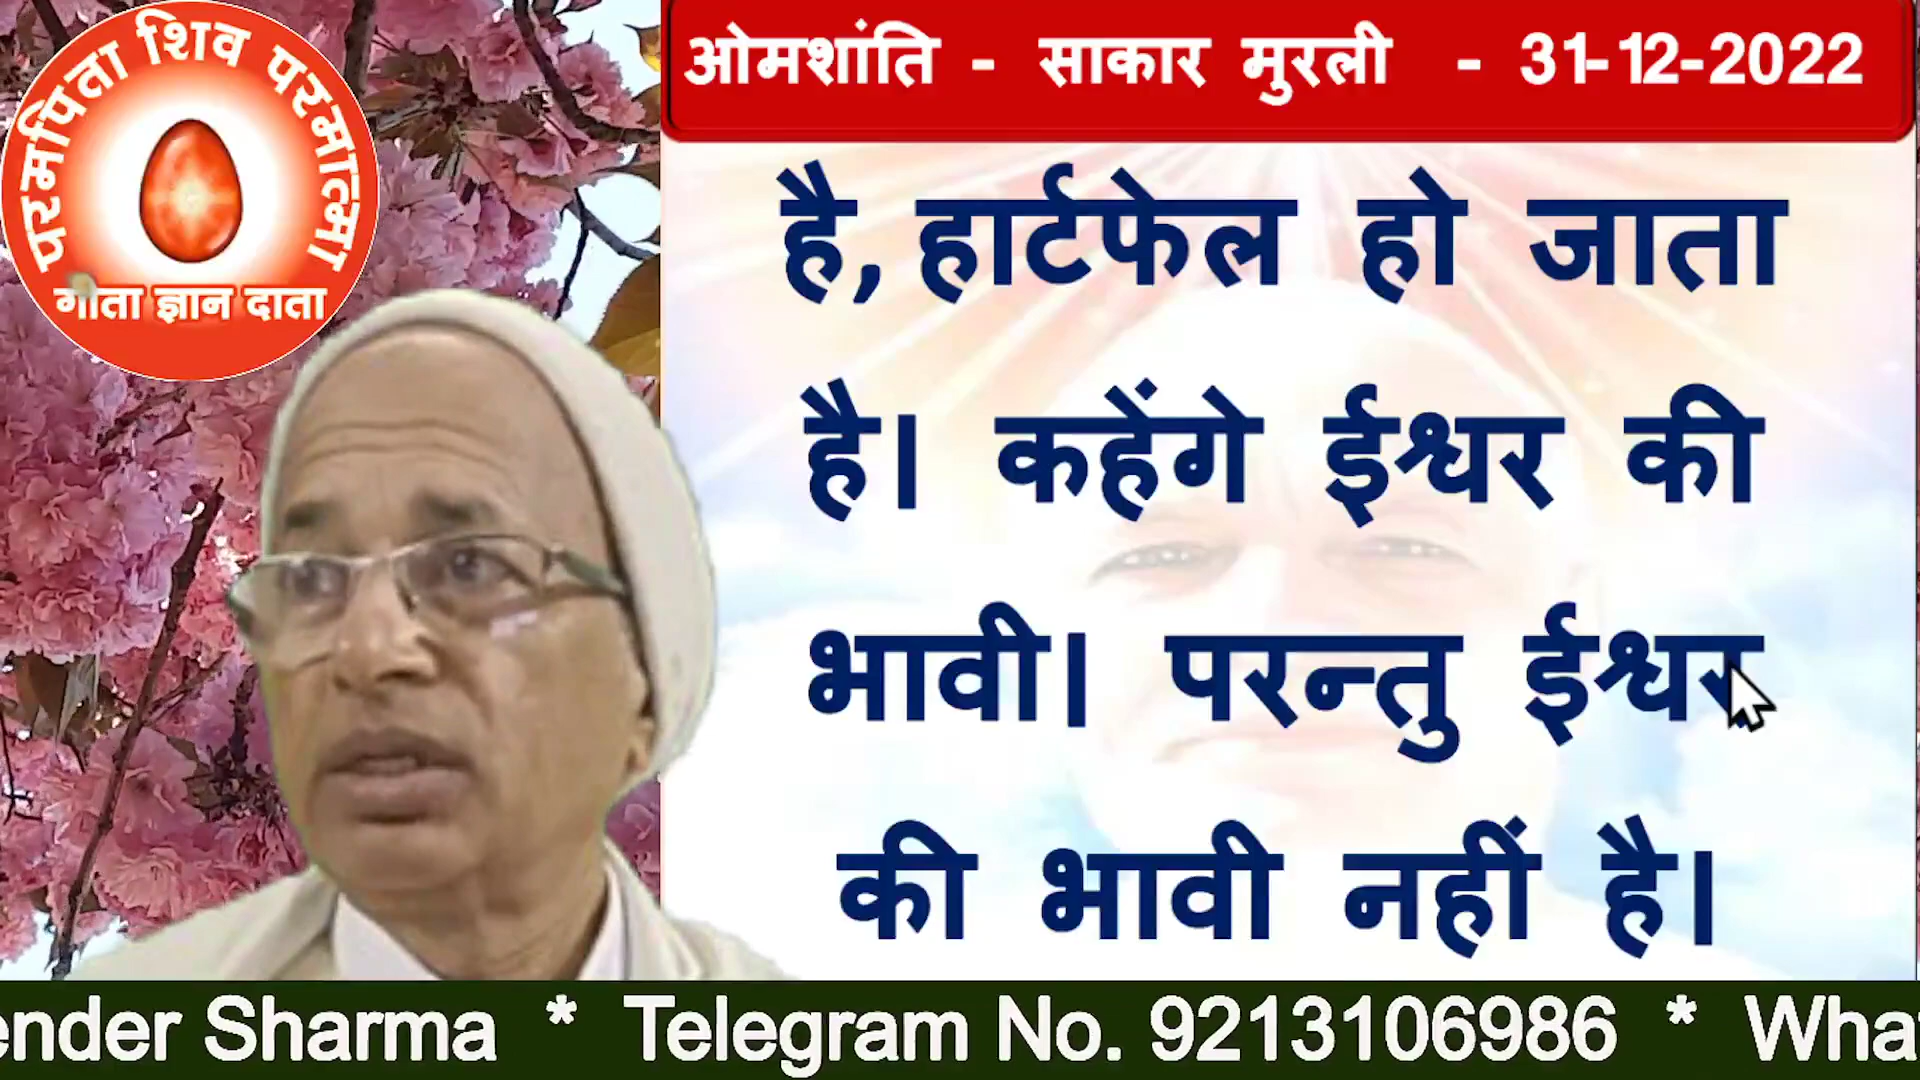 परमपिता शिव परमात्मा
गीता ज्ञान दाता
ओमशांति - साकार मुरली - 31-12-2022
है, हार्टफेल हो जाता
है। कहेंगे ईश्वर की
भावी। परन्तु ईश्वर
की भावी नहीं है।
ender Sharma * Telegram No. 9213106986 * What